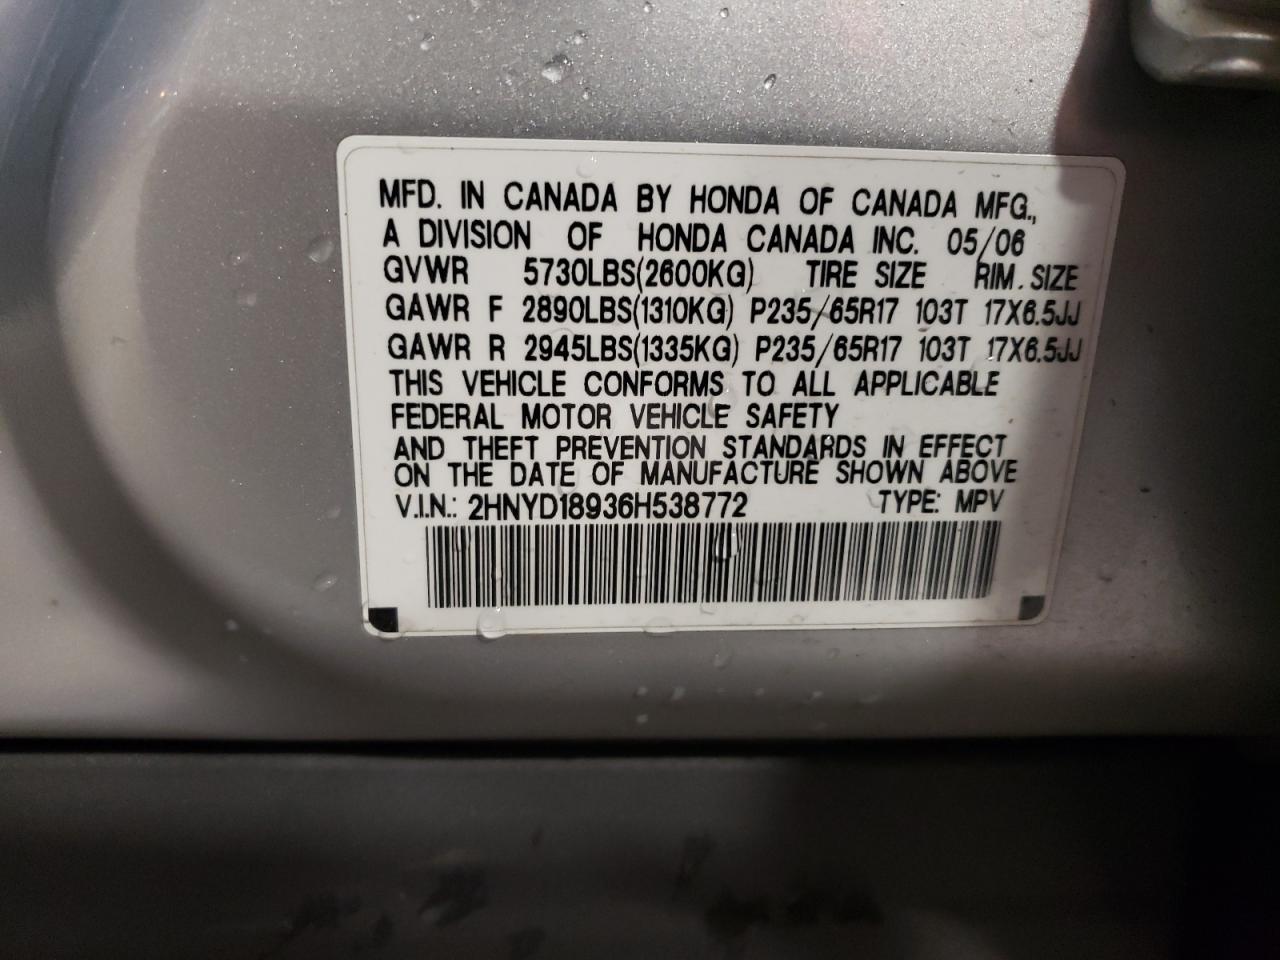 MFD. IN CANADA BY HONDA OF CANADA MFG.,
A DIVISION OF HONDA CANADA INC. 05/06
GVWR 5730LBS(2600KG) TIRE SIZE RIM. SIZE
GAWR F 2890LBS(1310KG) P235/65R17 103T 17X6.5JJ
GAWR R 2945LBS(1335KG) P235/65R17 103T 17X6.5JJ
THIS VEHICLE CONFORMS TO ALL APPLICABLE
FEDERAL MOTOR VEHICLE SAFETY
AND THEFT PREVENTION STANDARDS IN EFFECT
ON THE DATE OF MANUFACTURE SHOWN ABOVE
V.I.N.: 2HNYD18936H538772 TYPE: MPV